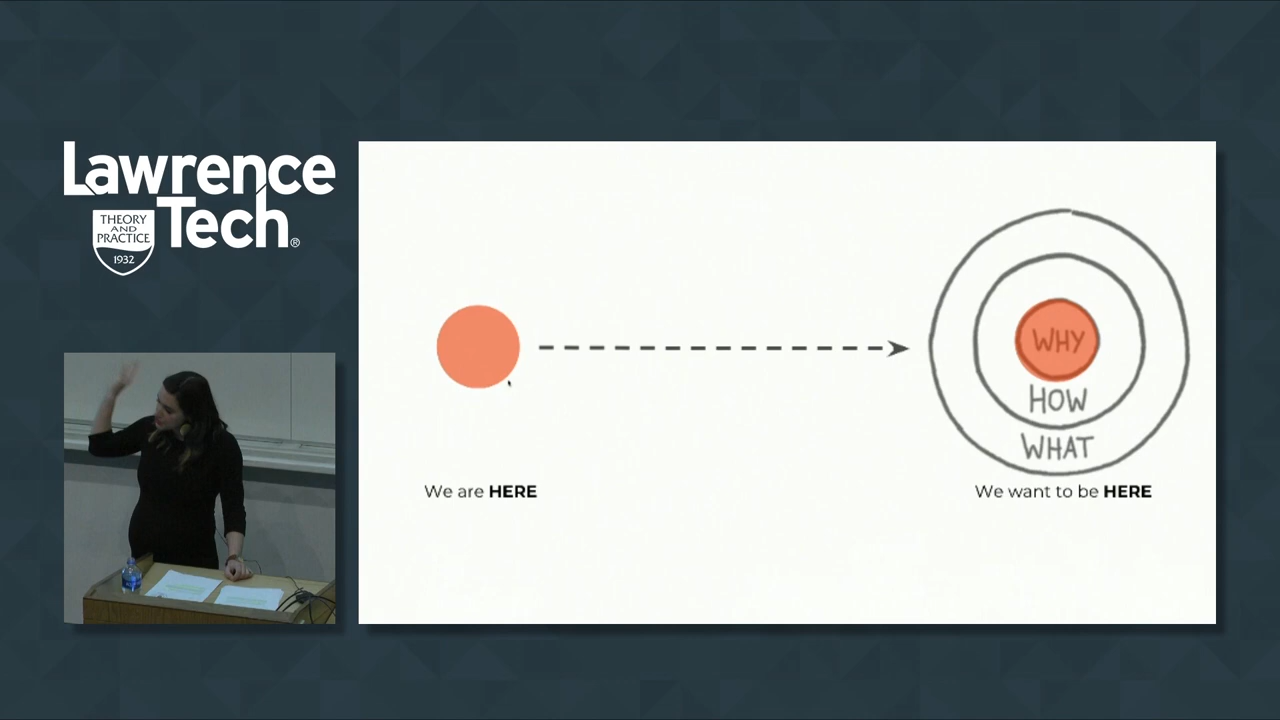 Lawrence
Tech®
THEORY
AND
PRACTICE
1932
WHY
HOW
WHAT
We are HERE
We want to be HERE